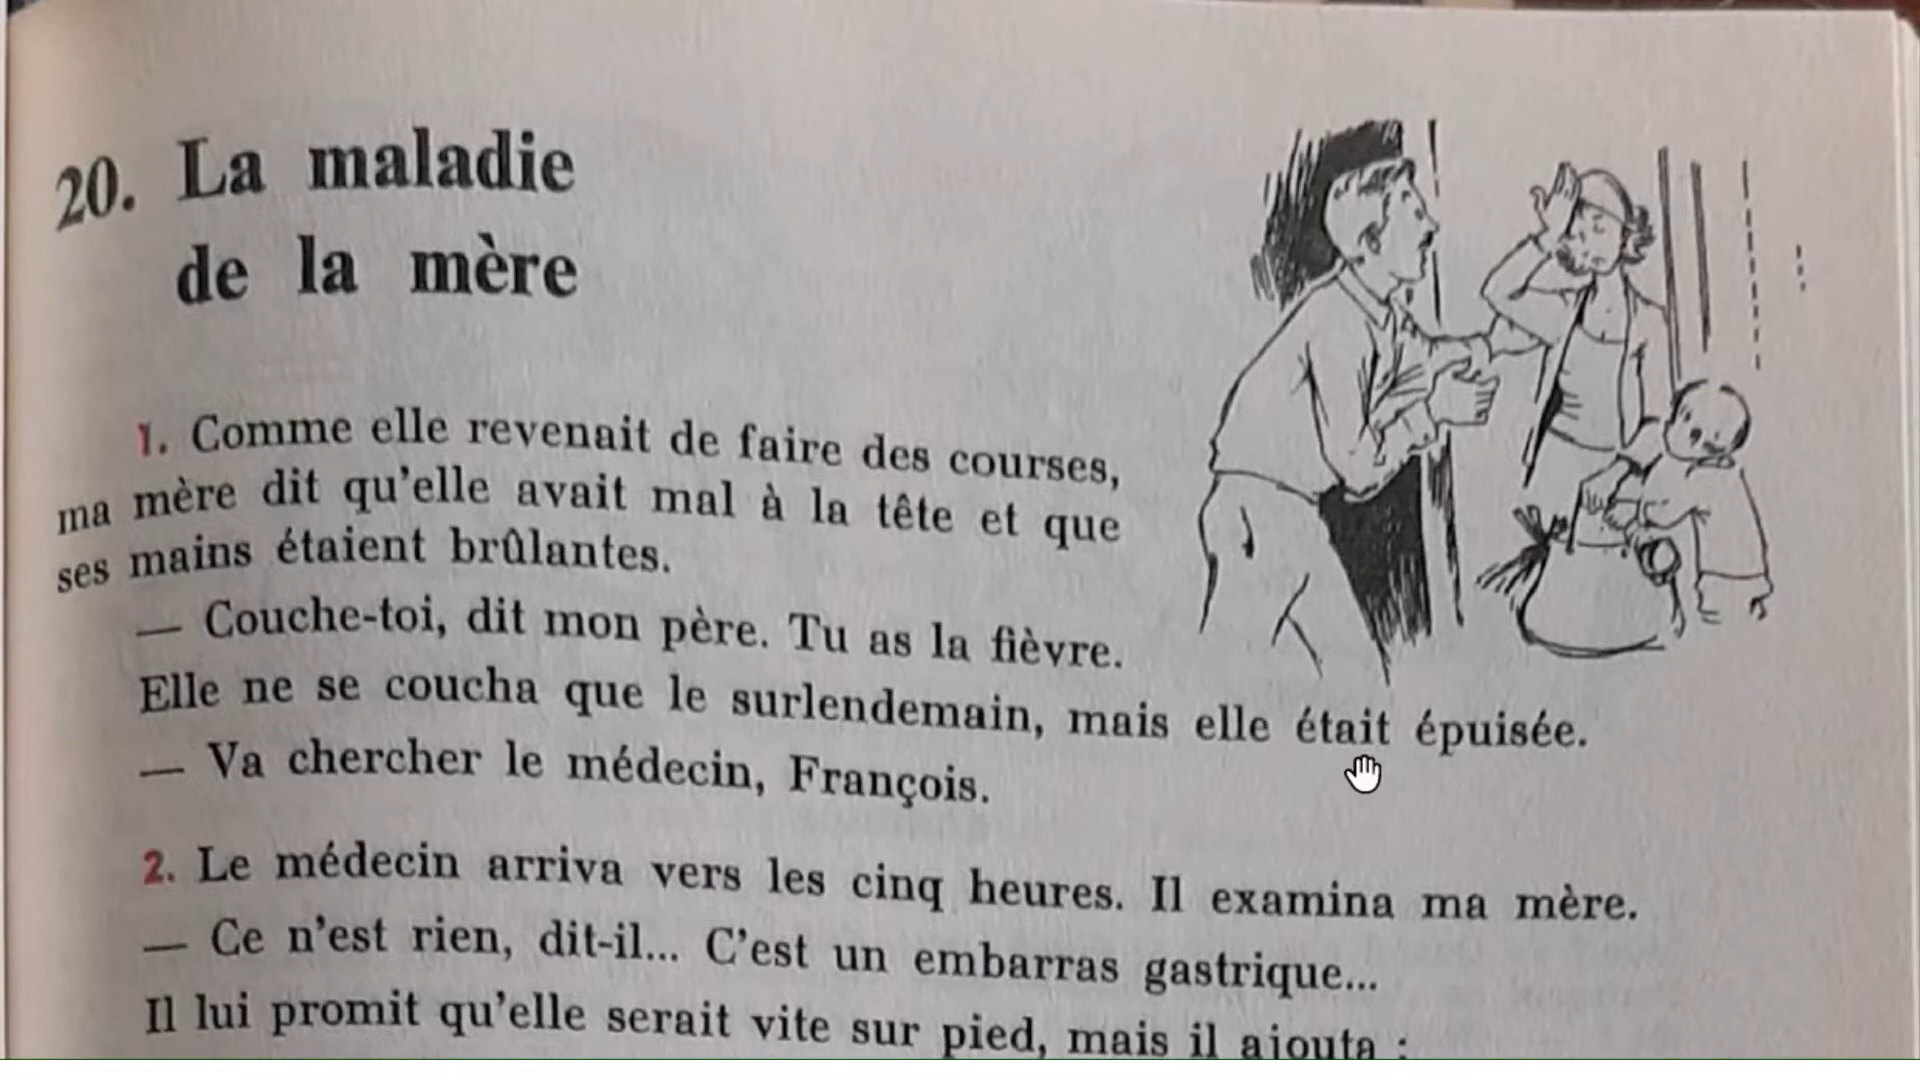 20. La maladie
de la mère
1. Comme elle revenait de faire des courses,
ma mère dit qu'elle avait mal à la tête et que
ses mains étaient brûlantes.
— Couche-toi, dit mon père. Tu as la fièvre.
Elle ne se coucha que le surlendemain, mais elle était épuisée.
— Va chercher le médecin, François.
2. Le médecin arriva vers les cinq heures. Il examina ma mère.
— Ce n'est rien, dit-il... C'est un embarras gastrique...
Il lui promit qu'elle serait vite sur pied, mais il ajouta :